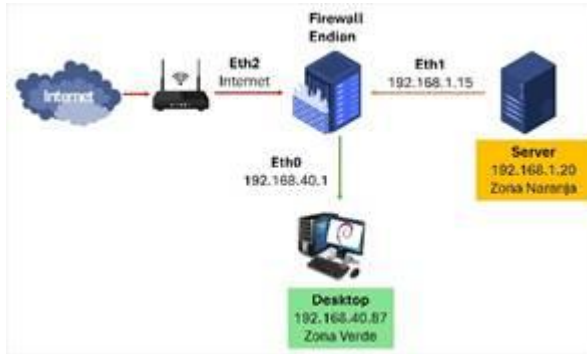 Firewall
Endian
Eth2
Internet
Eth1
192.168.1.15
Internet
Eth0
192.168.40.1
Server
192.168.1.20
Zona Naranja
Desktop
192.168.40.87
Zona Verde